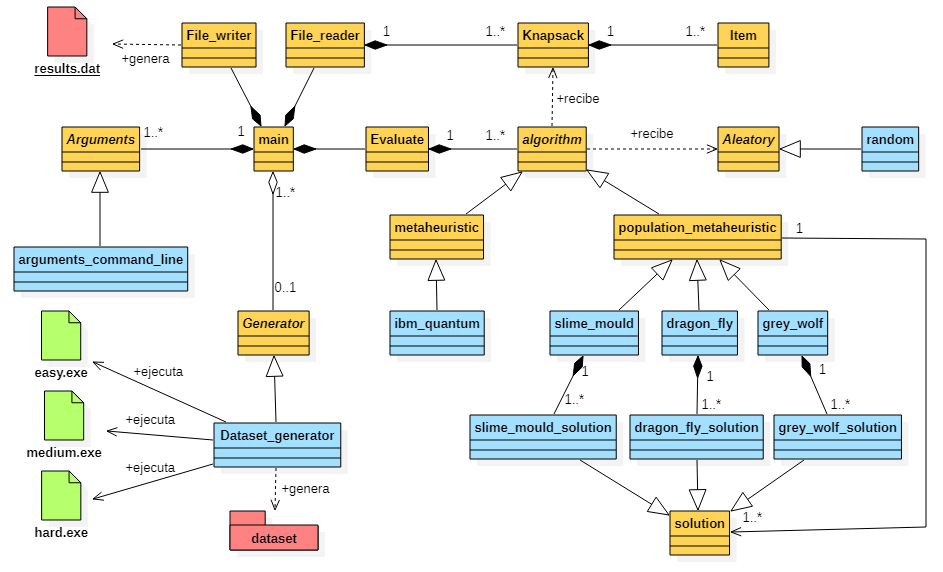 File_writer
File_reader
1
1..*
Knapsack
1
1..*
Item
results.dat
+genera
+recibe
Arguments
1..*
1
main
Evaluate
1
1..*
algorithm
+recibe
Aleatory
random
1..*
metaheuristic
population_metaheuristic
1
arguments_command_line
0..1
Generator
ibm_quantum
slime_mould
dragon_fly
grey_wolf
easy.exe
+ejecuta
1
1
1
1..*
1..*
1..*
medium.exe
+ejecuta
Dataset_generator
slime_mould_solution
dragon_fly_solution
grey_wolf_solution
hard.exe
+ejecuta
+genera
dataset
solution
1..*